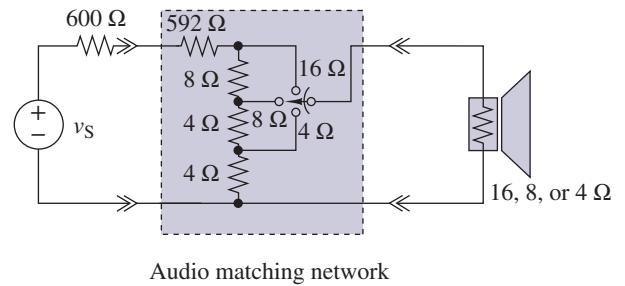 600 Ω
592 Ω
16 Ω
8 Ω
+
−
vS
4 Ω
8 Ω
4 Ω
4 Ω
16, 8, or 4 Ω
Audio matching network